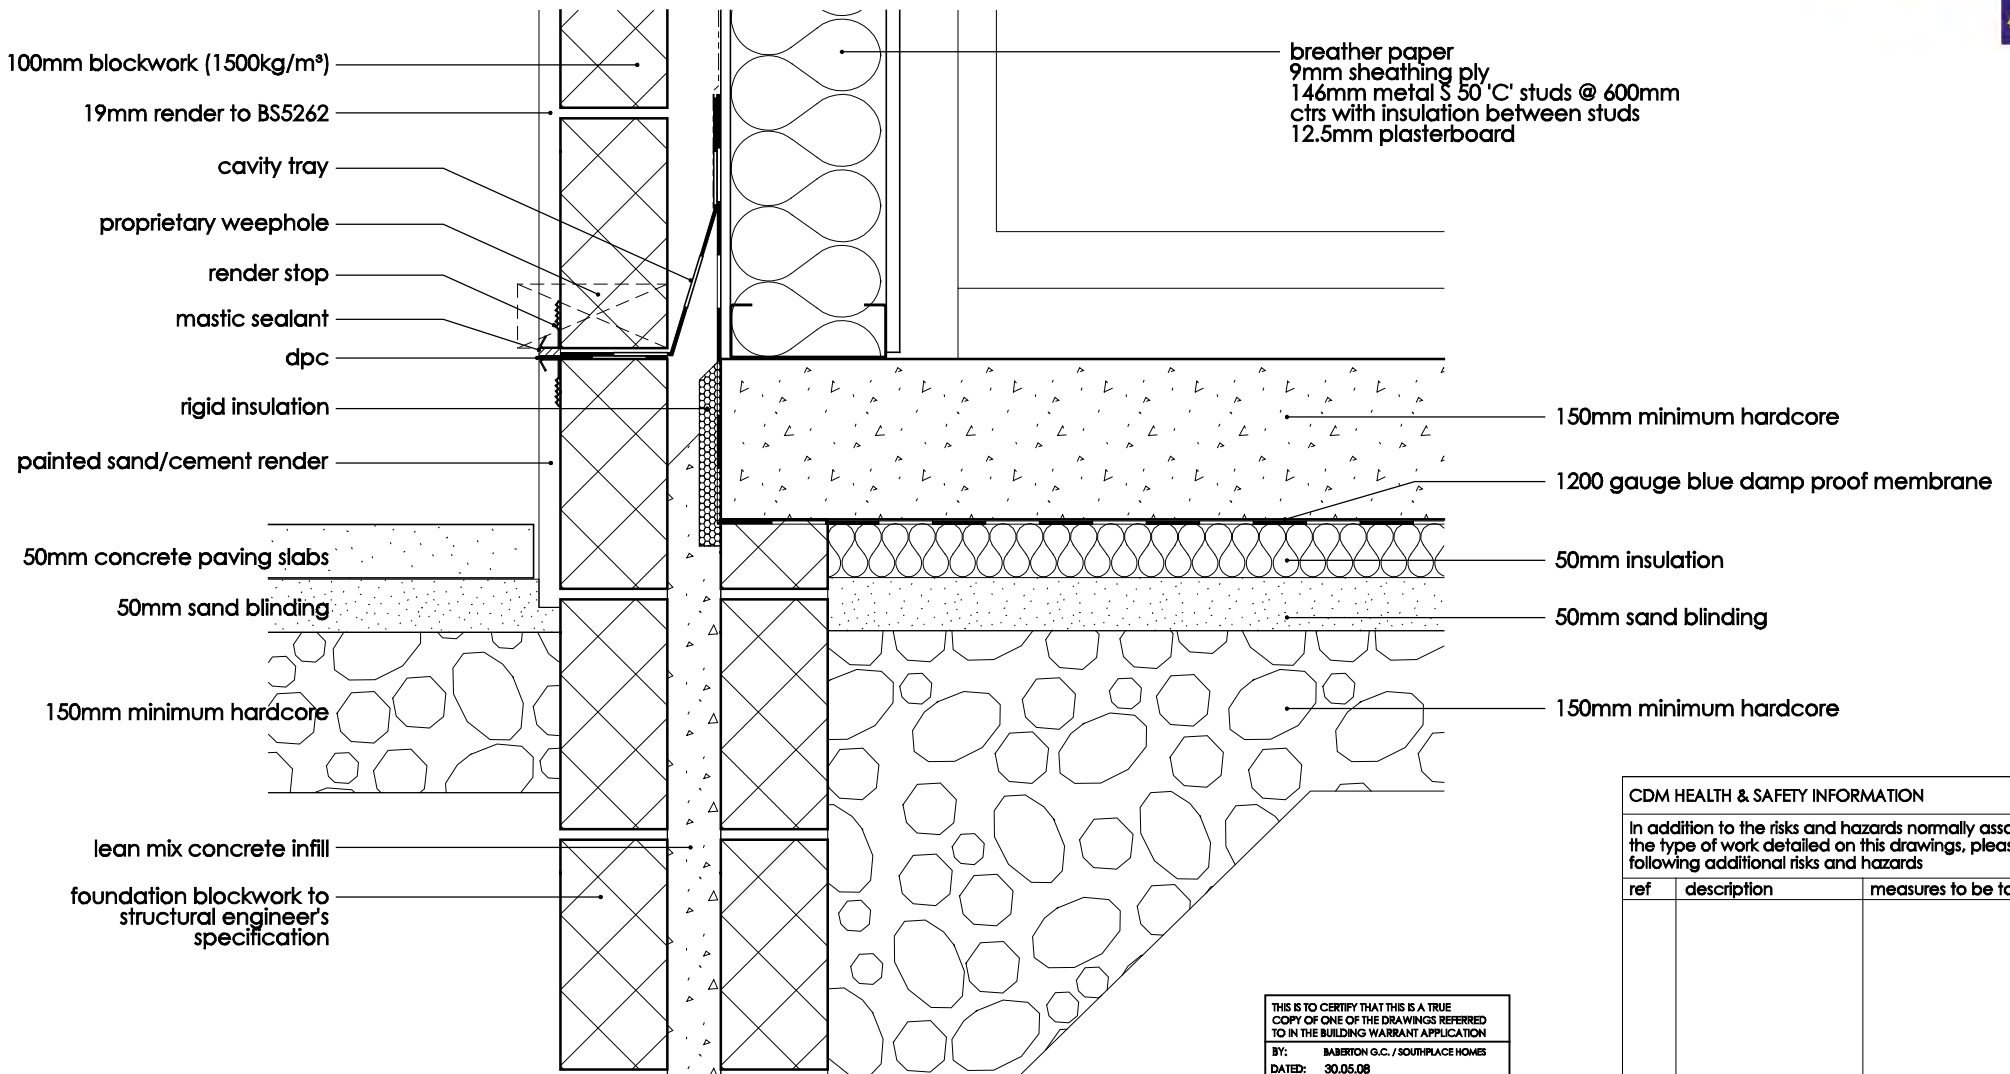 100mm blockwork (1500kg/m³)
19mm render to BS5262
cavity tray
proprietary weephole
render stop
mastic sealant
dpc
rigid insulation
painted sand/cement render
50mm concrete paving slabs
50mm sand blinding
150mm minimum hardcore
lean mix concrete infill
foundation blockwork to
structural engineer's
specification
breather paper
9mm sheathing ply
146mm metal S 50 'C' studs @ 600mm
ctrs with insulation between studs
12.5mm plasterboard
150mm minimum hardcore
1200 gauge blue damp proof membrane
50mm insulation
50mm sand blinding
150mm minimum hardcore
CDM HEALTH & SAFETY INFORMATION
In addition to the risks and hazards normally
the type of work detailed on this drawings,
following additional risks and hazards
ref description measures to be
THIS IS TO CERTIFY THAT THIS IS A TRUE
COPY OF ONE OF THE DRAWINGS REFERRED
TO IN THE BUILDING WARRANT APPLICATION
BY: BABERTON G.C. / SOUTHPLACE HOMES
DATED: 30.05.08